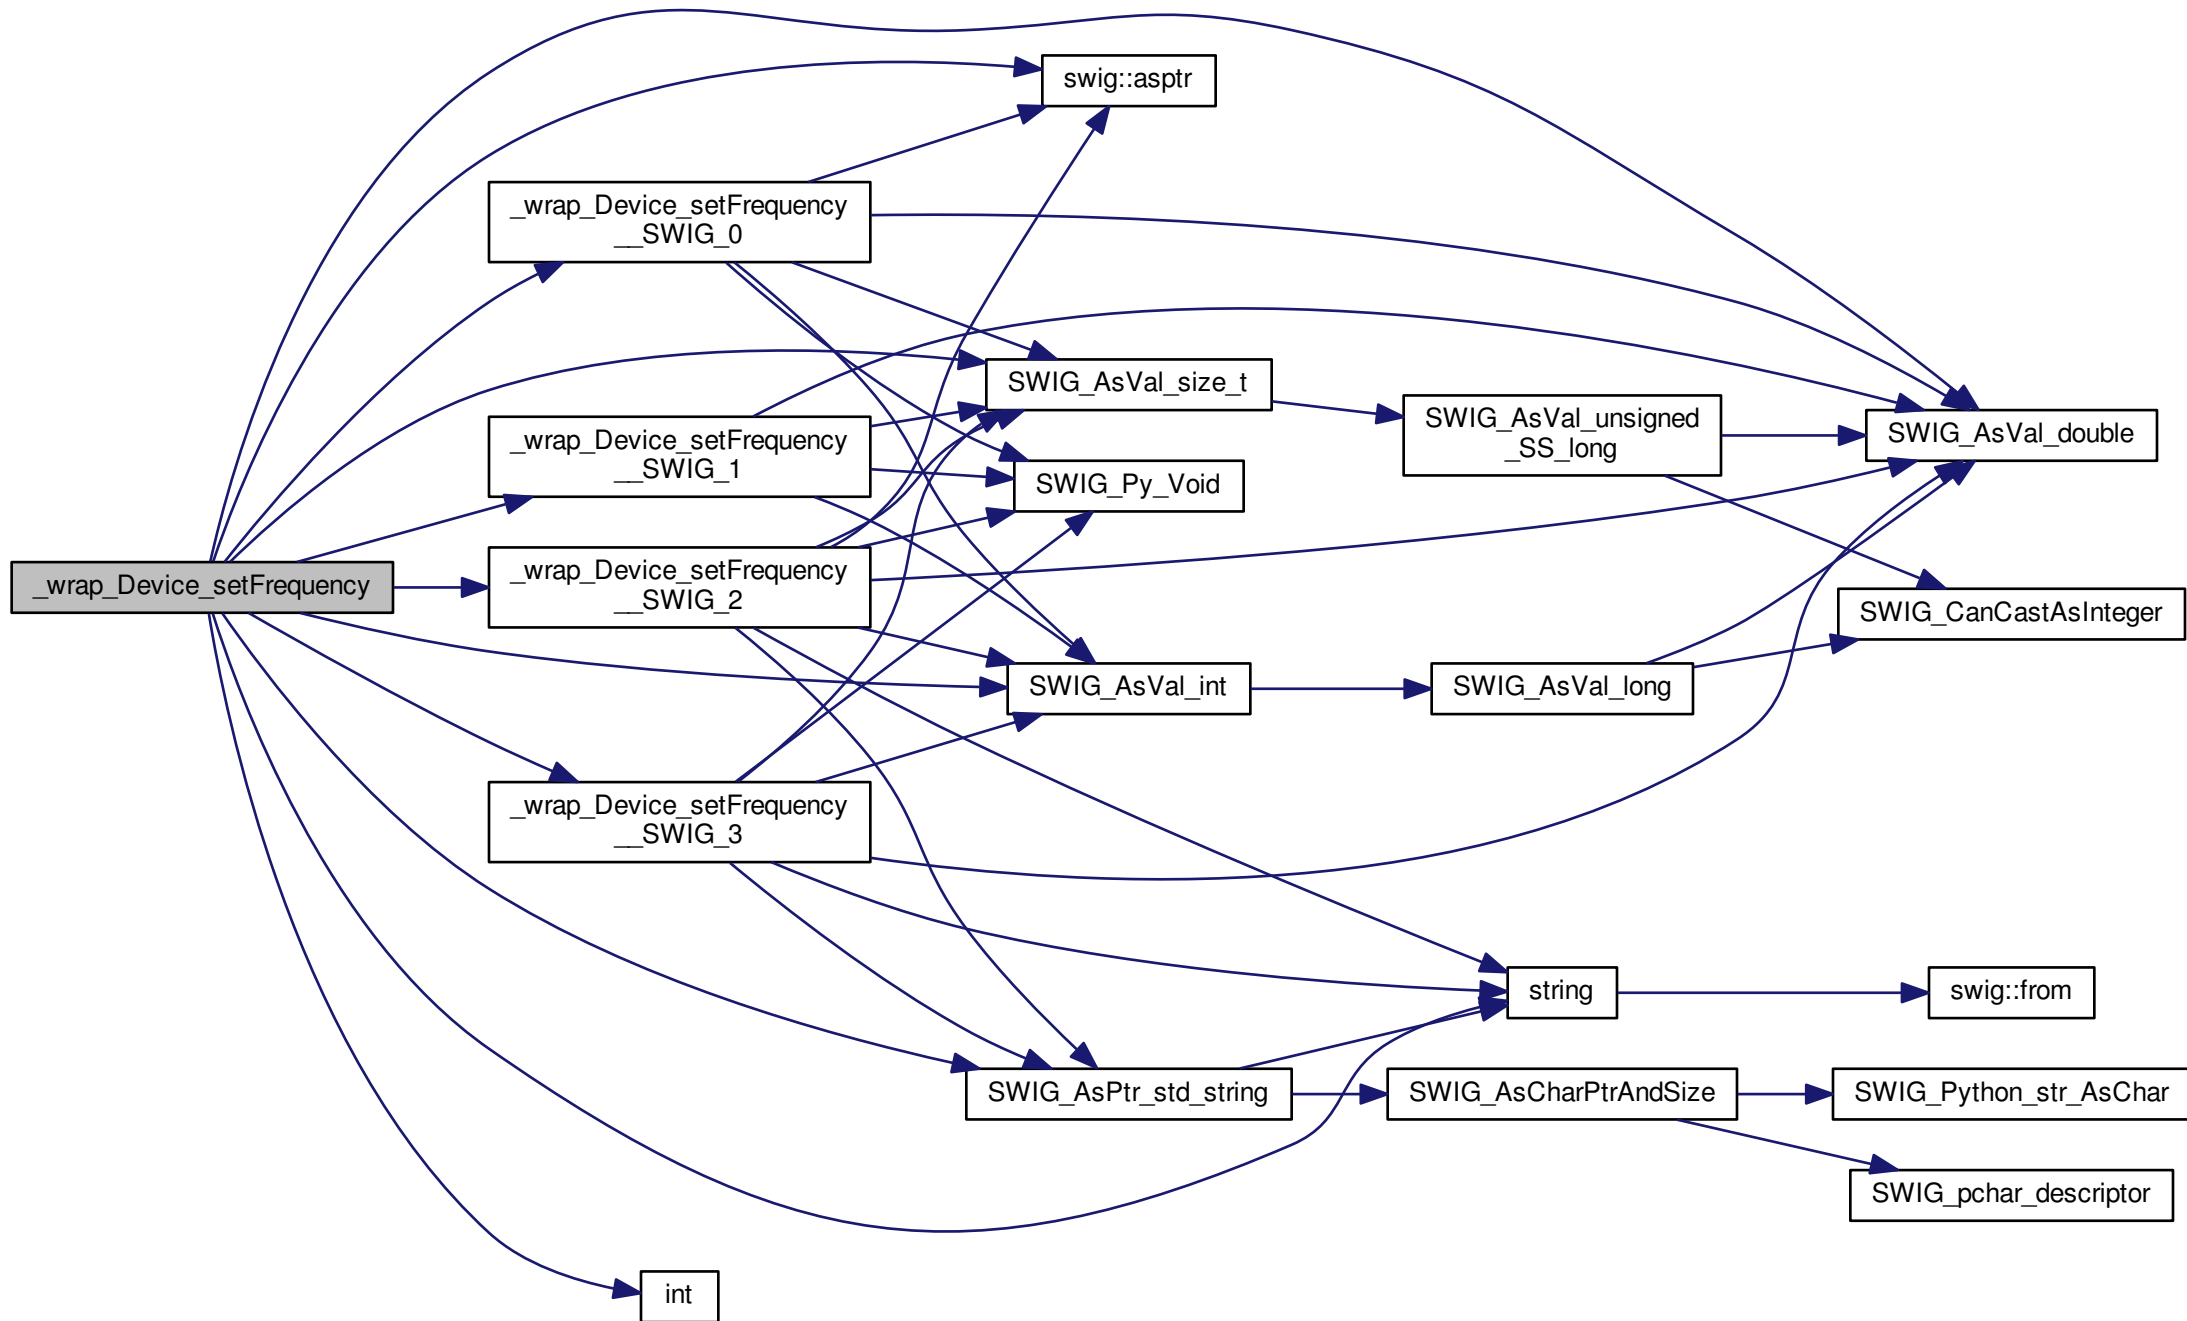 _wrap_Device_setFrequency
_wrap_Device_setFrequency
__SWIG_0
_wrap_Device_setFrequency
__SWIG_1
_wrap_Device_setFrequency
__SWIG_2
_wrap_Device_setFrequency
__SWIG_3
int
swig::asptr
SWIG_AsVal_size_t
SWIG_Py_Void
SWIG_AsVal_int
SWIG_AsPtr_std_string
SWIG_AsVal_unsigned
_SS_long
SWIG_AsVal_long
string
SWIG_AsCharPtrAndSize
SWIG_AsVal_double
SWIG_CanCastAsInteger
swig::from
SWIG_Python_str_AsChar
SWIG_pchar_descriptor